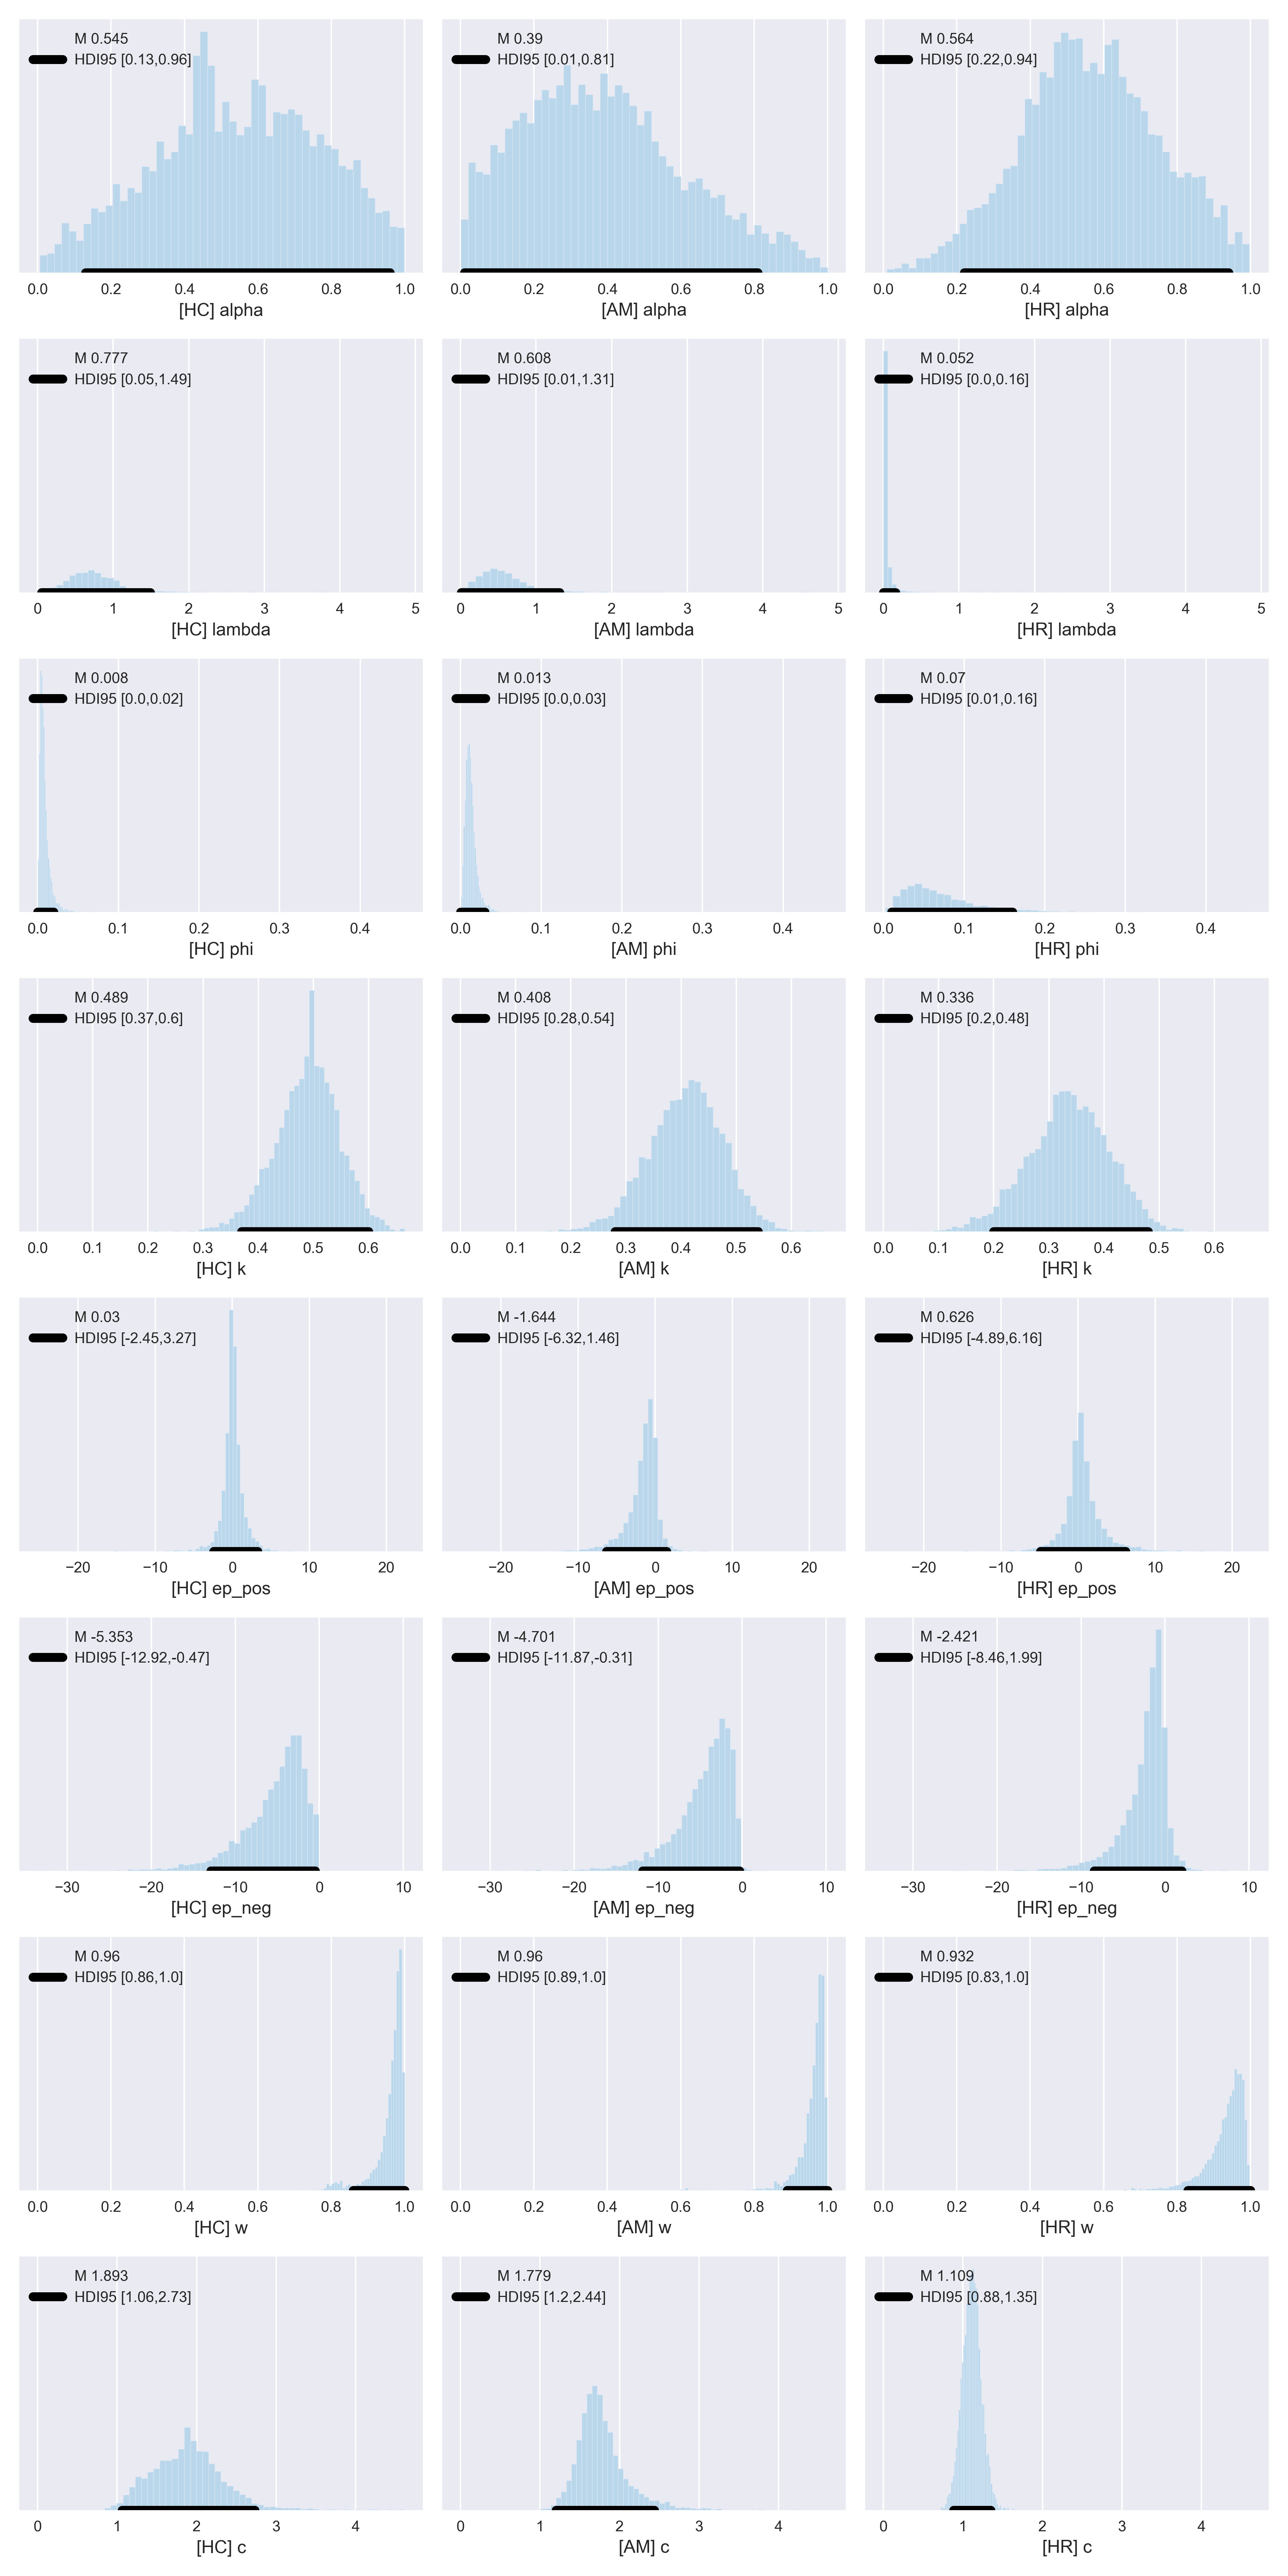 M 0.545
HDI95 [0.13,0.96]
0.0 0.2 0.4 0.6 0.8 1.0
[HC] alpha
M 0.39
HDI95 [0.01,0.81]
0.0 0.2 0.4 0.6 0.8 1.0
[AM] alpha
M 0.564
HDI95 [0.22,0.94]
0.0 0.2 0.4 0.6 0.8 1.0
[HR] alpha
M 0.777
HDI95 [0.05,1.49]
0 1 2 3 4 5
[HC] lambda
M 0.608
HDI95 [0.01,1.31]
0 1 2 3 4 5
[AM] lambda
M 0.052
HDI95 [0.0,0.16]
0 1 2 3 4 5
[HR] lambda
M 0.008
HDI95 [0.0,0.02]
0.0 0.1 0.2 0.3 0.4
[HC] phi
M 0.013
HDI95 [0.0,0.03]
0.0 0.1 0.2 0.3 0.4
[AM] phi
M 0.07
HDI95 [0.01,0.16]
0.0 0.1 0.2 0.3 0.4
[HR] phi
M 0.489
HDI95 [0.37,0.6]
0.0 0.1 0.2 0.3 0.4 0.5 0.6
[HC] k
M 0.408
HDI95 [0.28,0.54]
0.0 0.1 0.2 0.3 0.4 0.5 0.6
[AM] k
M 0.336
HDI95 [0.2,0.48]
0.0 0.1 0.2 0.3 0.4 0.5 0.6
[HR] k
M 0.03
HDI95 [-2.45,3.27]
−20 −10 0 10 20
[HC] ep_pos
M -1.644
HDI95 [-6.32,1.46]
−20 −10 0 10 20
[AM] ep_pos
M 0.626
HDI95 [-4.89,6.16]
−20 −10 0 10 20
[HR] ep_pos
M -5.353
HDI95 [-12.92,-0.47]
−30 −20 −10 0 10
[HC] ep_neg
M -4.701
HDI95 [-11.87,-0.31]
−30 −20 −10 0 10
[AM] ep_neg
M -2.421
HDI95 [-8.46,1.99]
−30 −20 −10 0 10
[HR] ep_neg
M 0.96
HDI95 [0.86,1.0]
0.0 0.2 0.4 0.6 0.8 1.0
[HC] w
M 0.96
HDI95 [0.89,1.0]
0.0 0.2 0.4 0.6 0.8 1.0
[AM] w
M 0.932
HDI95 [0.83,1.0]
0.0 0.2 0.4 0.6 0.8 1.0
[HR] w
M 1.893
HDI95 [1.06,2.73]
0 1 2 3 4
[HC] c
M 1.779
HDI95 [1.2,2.44]
0 1 2 3 4
[AM] c
M 1.109
HDI95 [0.88,1.35]
0 1 2 3 4
[HR] c